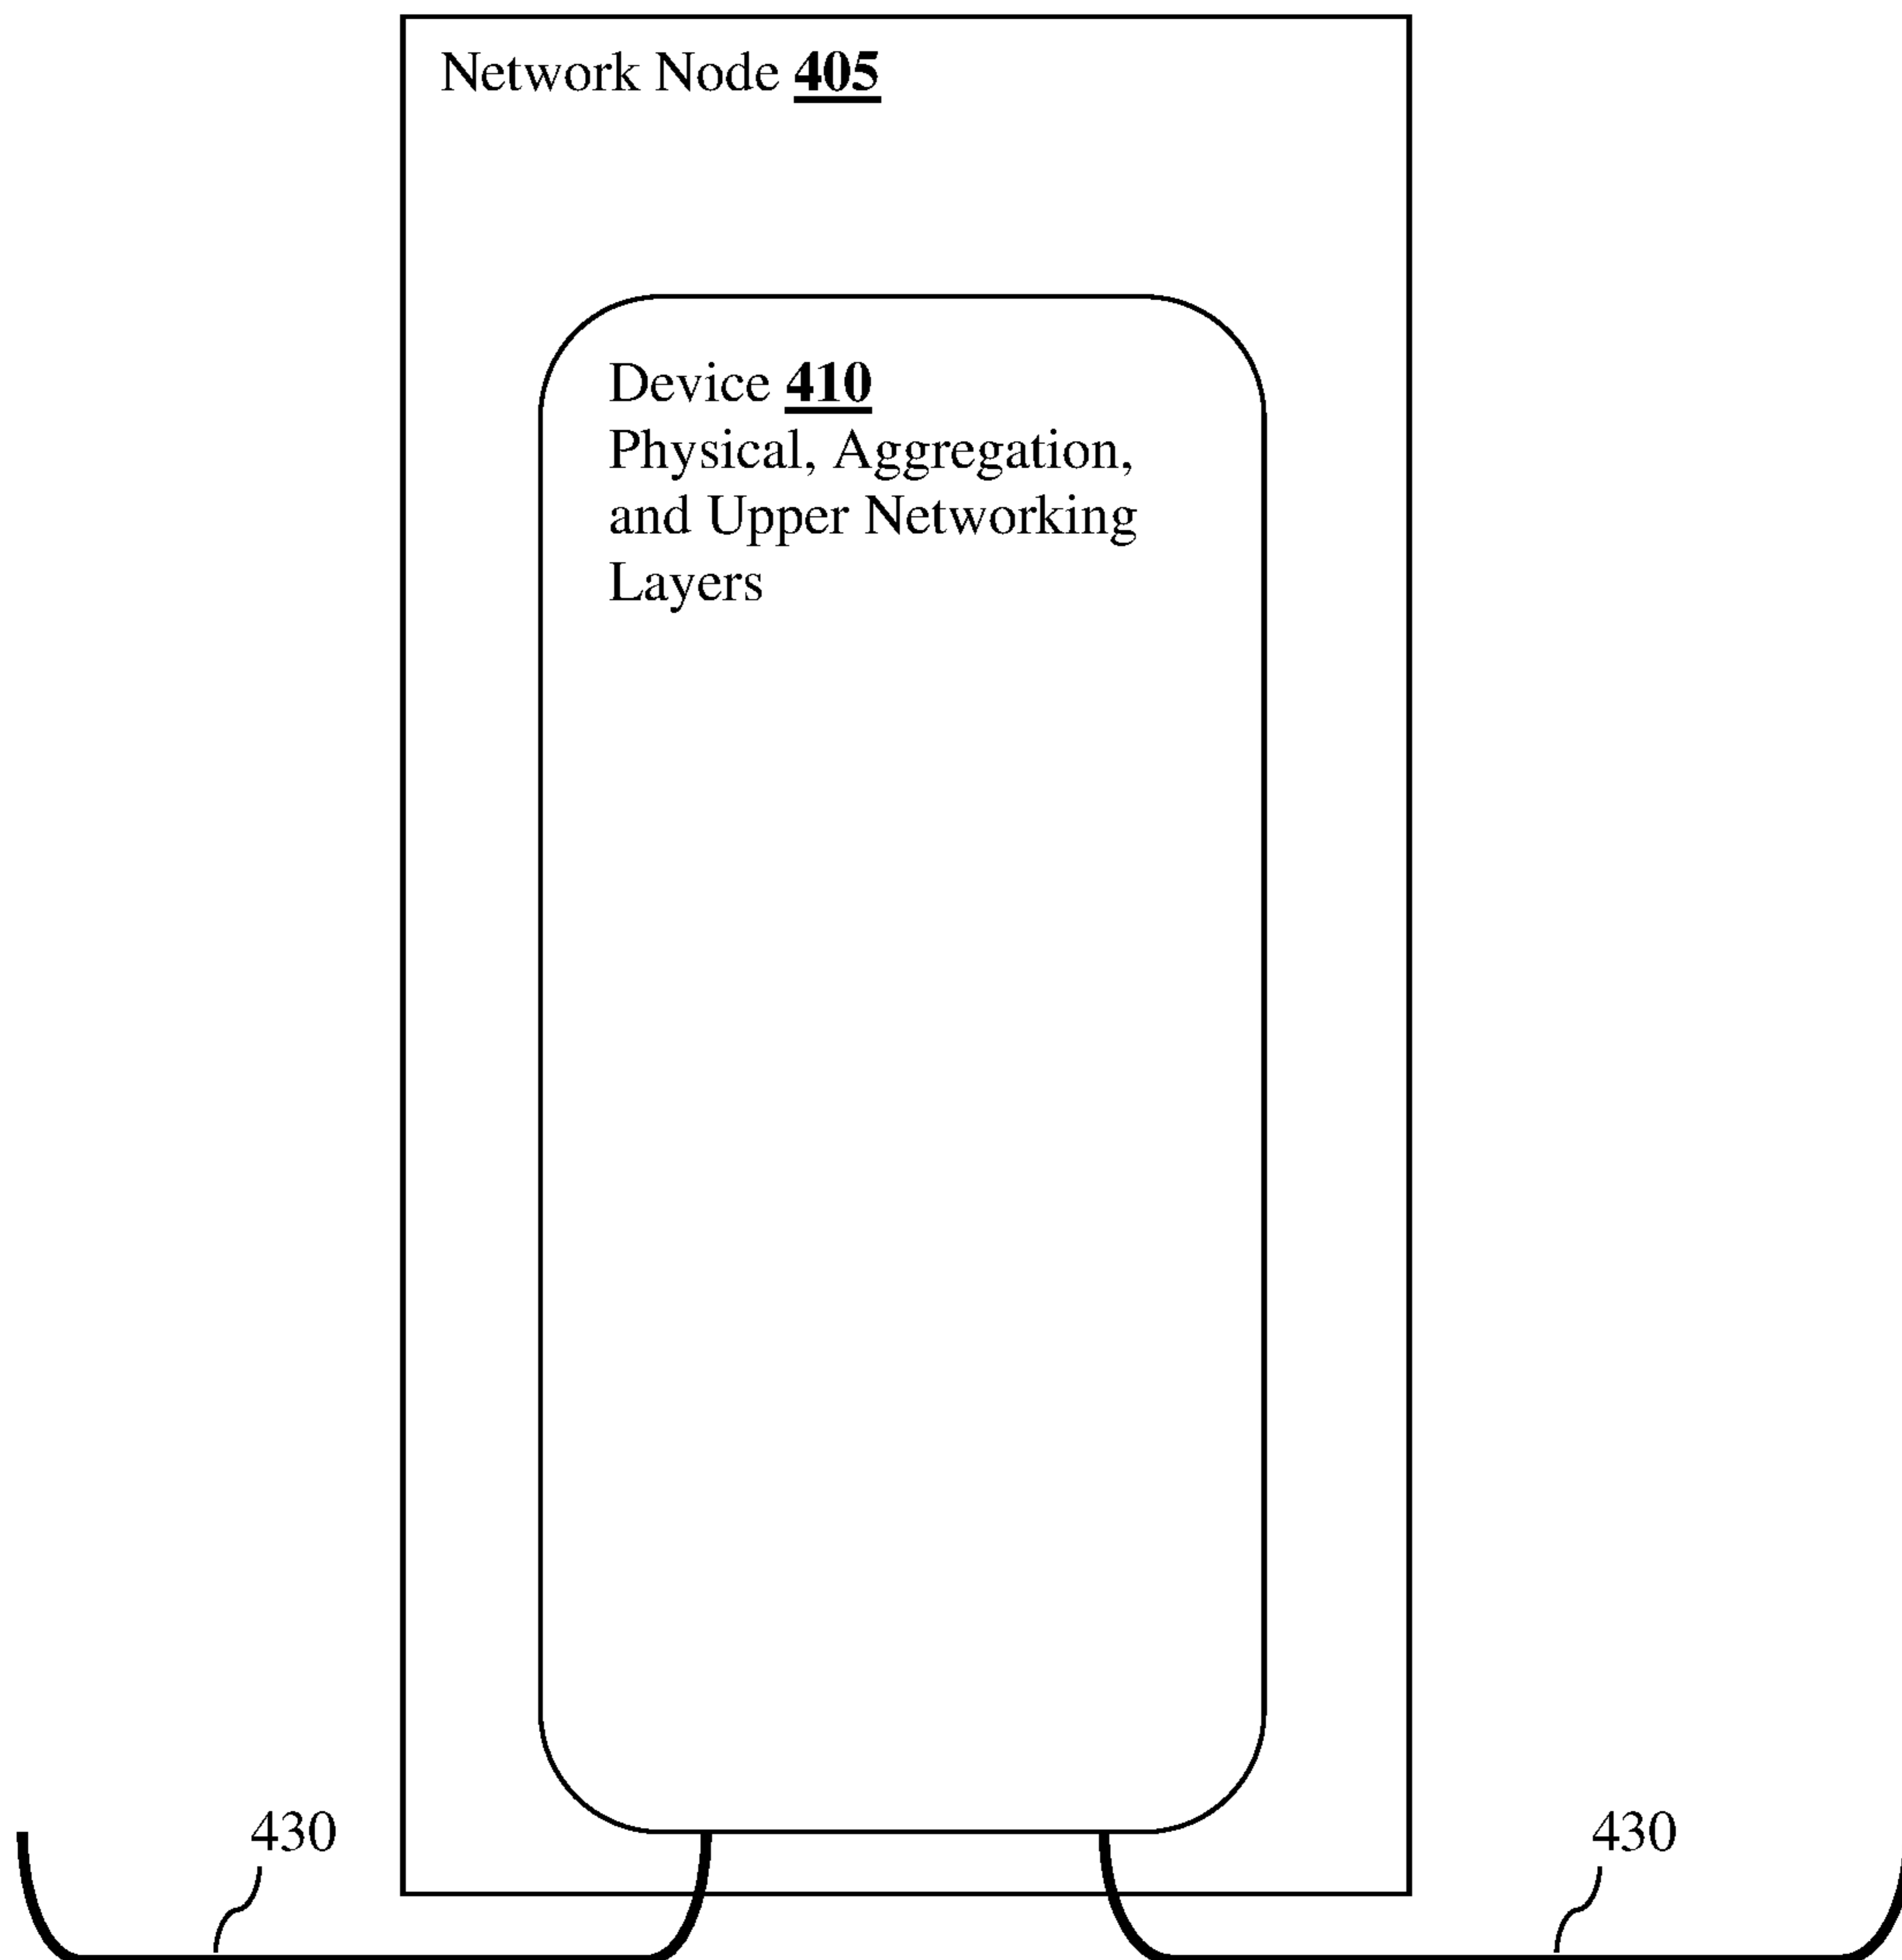 Network Node 405
Device 410
Physical, Aggregation,
and Upper Networking
Layers
430
430